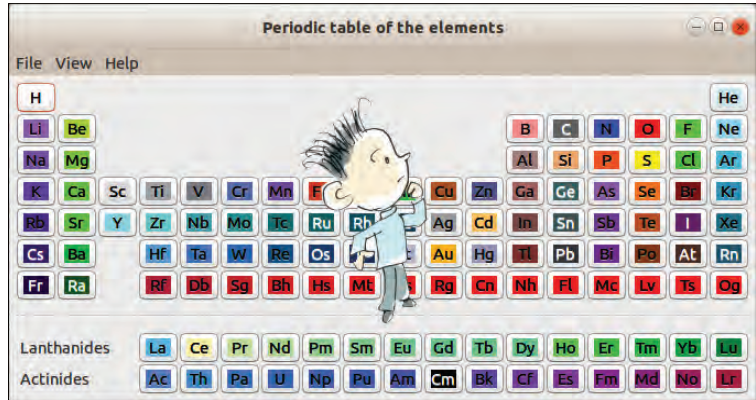 Periodic table of the elements
File View Help
H He
Li Be B C N O F Ne
Na Mg Al Si P S Cl Ar
K Ca Sc Ti V Cr Mn Cu Zn Ga Ge As Se Br Kr
Rb Sr Y Zr Nb Mo Tc Ru Rh Ag Cd In Sn Sb Te I Xe
Cs Ba Hf Ta W Re Os Au Hg Tl Pb Bi Po At Rn
Fr Ra Rf Db Sg Bh Hs Mt Rg Cn Nh Fl Mc Lv Ts Og
Lanthanides La Ce Pr Nd Pm Sm Eu Gd Tb Dy Ho Er Tm Yb Lu
Actinides Ac Th Pa U Np Pu Am Cm Bk Cf Es Fm Md No Lr